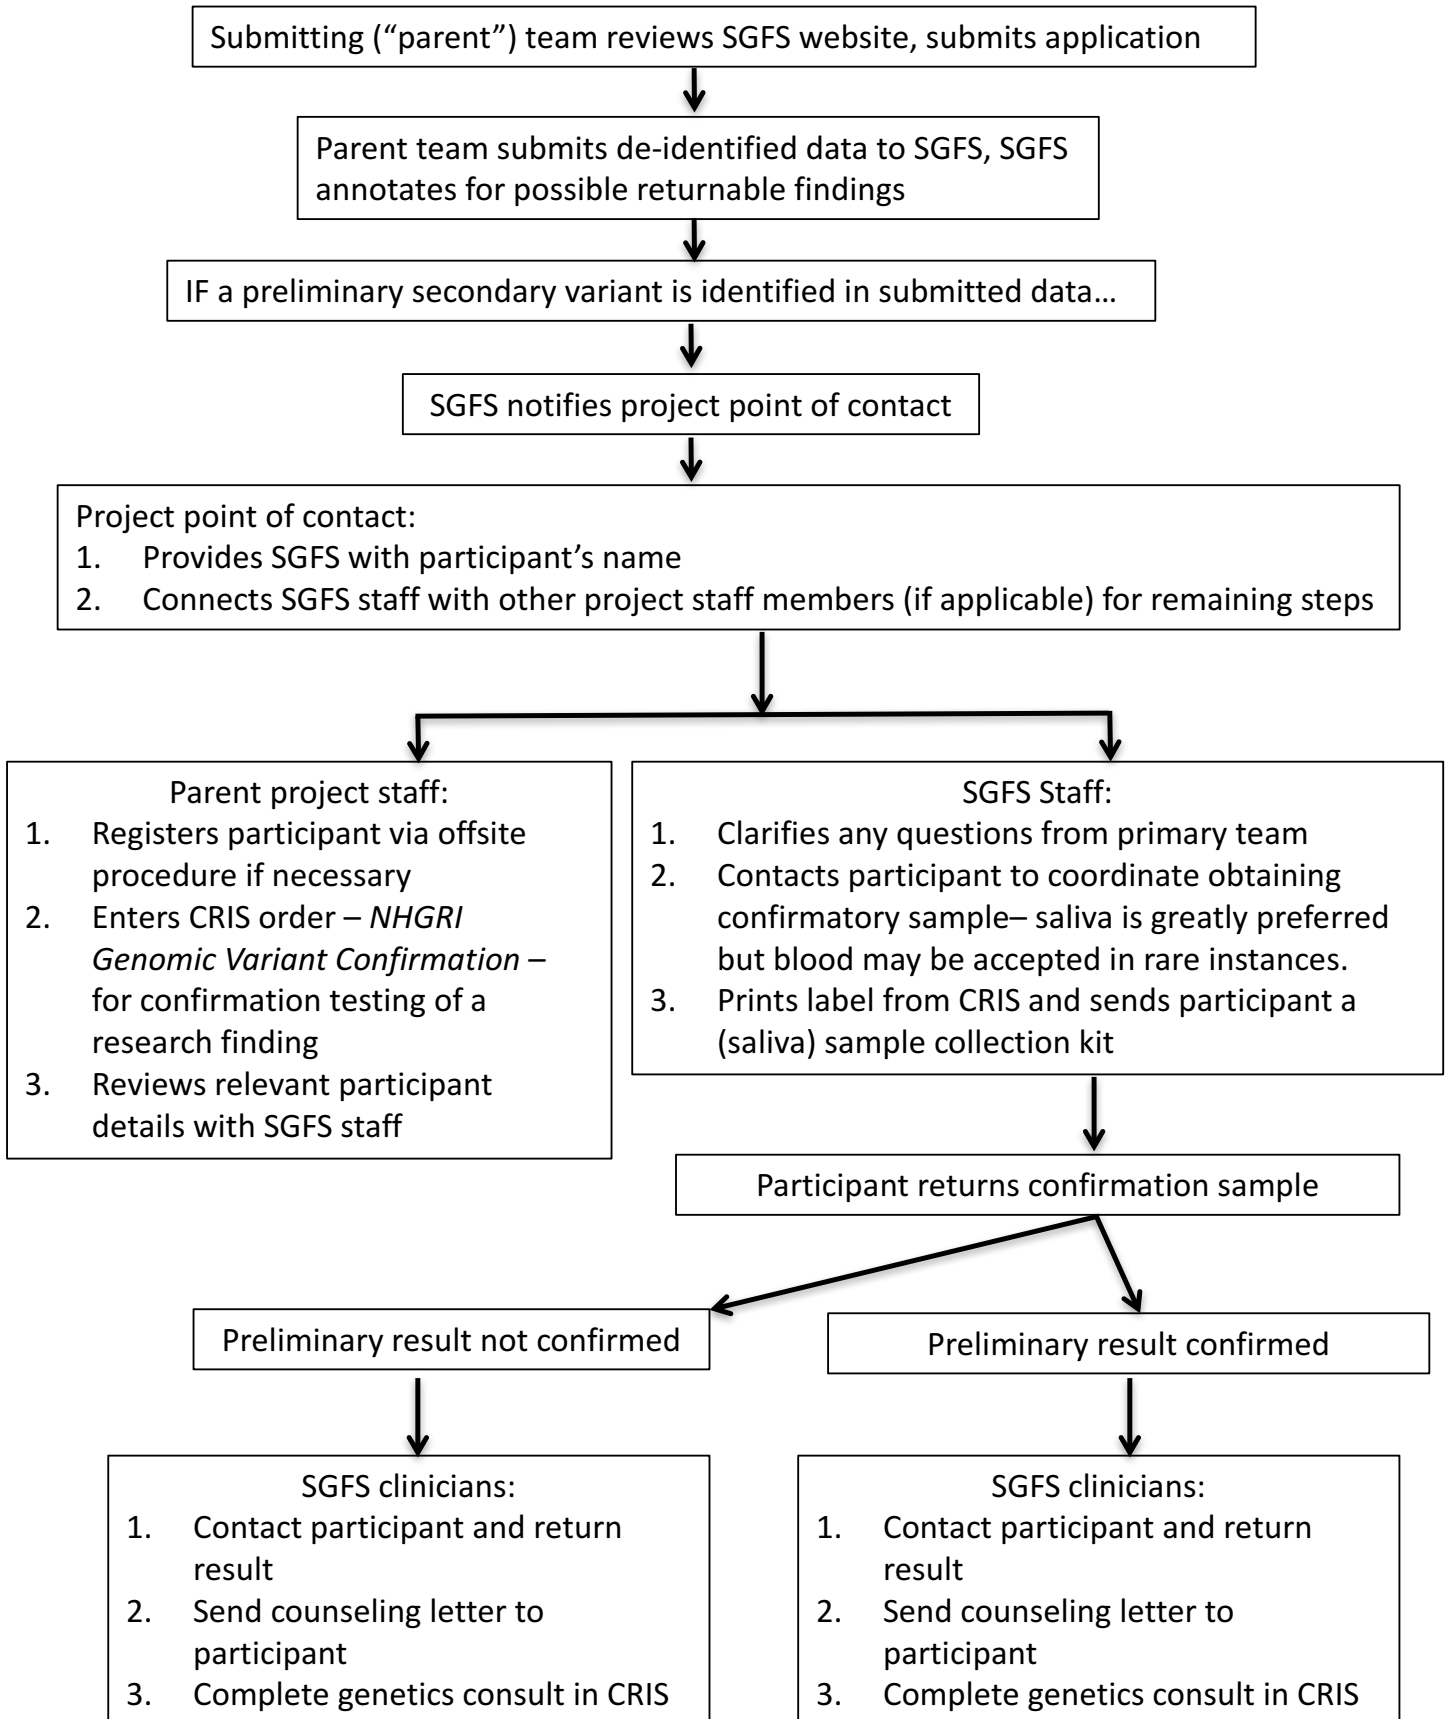 Submitting (“parent”) team reviews SGFS website, submits application
Parent team submits de-identified data to SGFS, SGFS
annotates for possible returnable findings
IF a preliminary secondary variant is identified in submitted data…
SGFS notifies project point of contact
Project point of contact:
1. Provides SGFS with participant’s name
2. Connects SGFS staff with other project staff members (if applicable) for remaining steps
Parent project staff:
1. Registers participant via offsite
procedure if necessary
2. Enters CRIS order – NHGRI
Genomic Variant Confirmation –
for confirmation testing of a
research finding
3. Reviews relevant participant
details with SGFS staff
SGFS Staff:
1. Clarifies any questions from primary team
2. Contacts participant to coordinate obtaining
confirmatory sample– saliva is greatly preferred
but blood may be accepted in rare instances.
3. Prints label from CRIS and sends participant a
(saliva) sample collection kit
Participant returns confirmation sample
Preliminary result not confirmed
Preliminary result confirmed
SGFS clinicians:
1. Contact participant and return
result
2. Send counseling letter to
participant
3. Complete genetics consult in CRIS
SGFS clinicians:
1. Contact participant and return
result
2. Send counseling letter to
participant
3. Complete genetics consult in CRIS